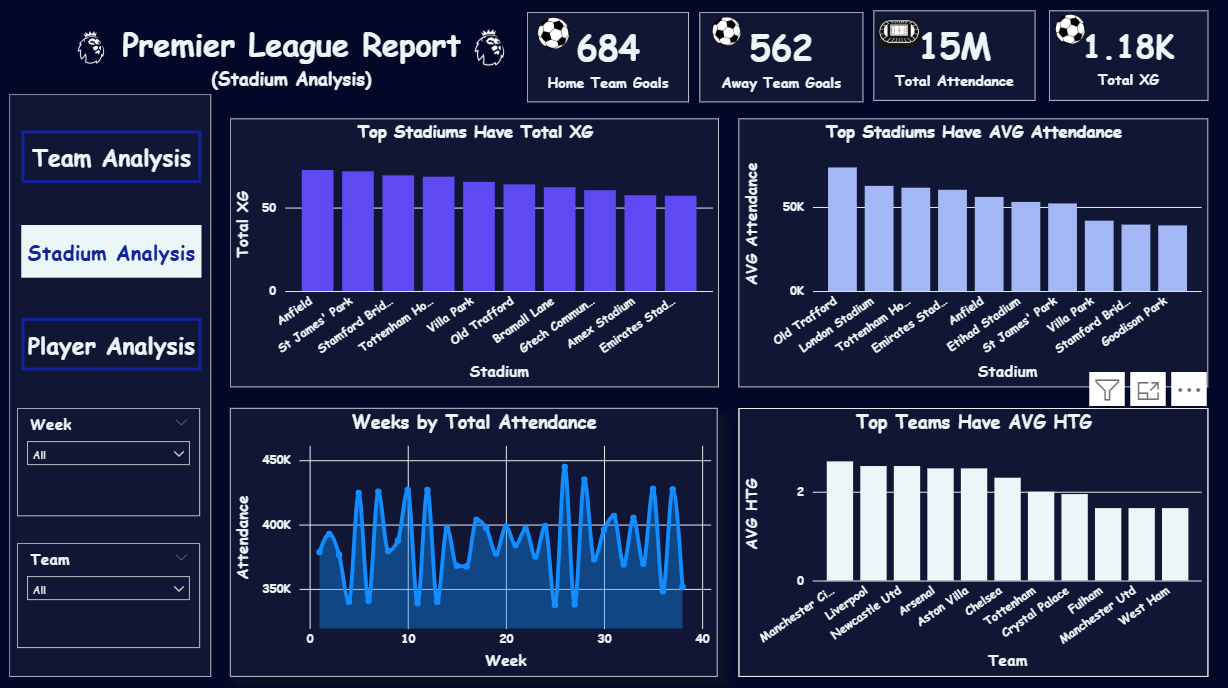 Premier League Report
(Stadium Analysis)
684
Home Team Goals
562
Away Team Goals
15M
Total Attendance
1.18K
Total XG
Team Analysis
Stadium Analysis
Player Analysis
Week
All
Team
All
Top Stadiums Have Total XG
Total XG
50
0
Anfield
St James' Park
Stamford Brid...
Tottenham Ho...
Villa Park
Old Trafford
Bramall Lane
Gtech Commun...
Amex Stadium
Emirates Stad...
Stadium
Top Stadiums Have AVG Attendance
AVG Attendance
50K
0K
Old Trafford
London Stadium
Tottenham Ho...
Emirates Stad...
Anfield
Etihad Stadium
St James' Park
Villa Park
Stamford Brid...
Goodison Park
Stadium
Weeks by Total Attendance
Attendance
450K
400K
350K
0
10
20
30
40
Week
Top Teams Have AVG HTG
AVG HTG
2
0
Manchester Ci...
Liverpool
Newcastle Utd
Arsenal
Aston Villa
Chelsea
Tottenham
Crystal Palace
Fulham
Manchester Utd
West Ham
Team